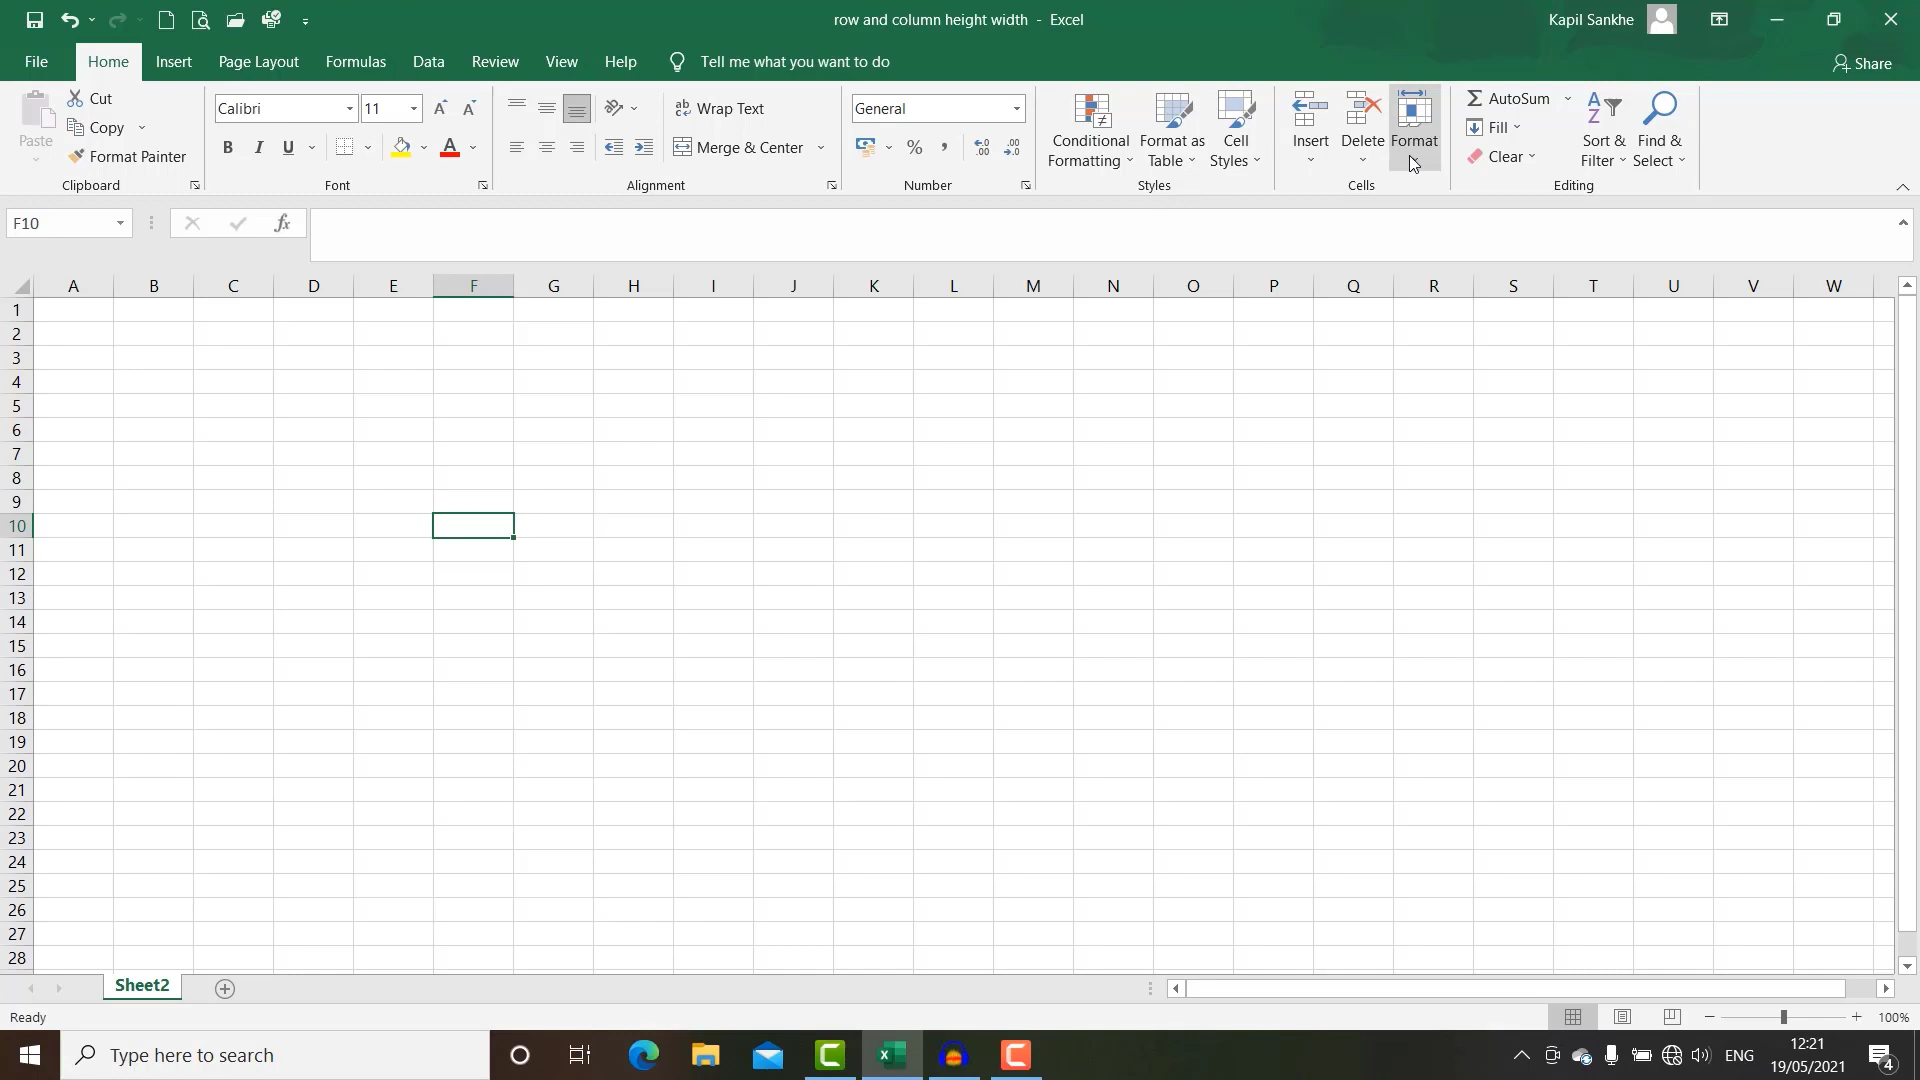 row and column height width - Excel
Kapil Sankhe
File Home Insert Page Layout Formulas Data Review View Help Tell me what you want to do Share
Paste
Cut
Copy
Format Painter
Clipboard
Calibri 11
B I U A
Font
ab Wrap Text
Merge & Center
Alignment
General
% , .00 .00
Number
Conditional Formatting
Format as Table
Cell Styles
Styles
Insert Delete Format
Cells
Σ AutoSum
Fill
Clear
Sort & Filter
Find & Select
Editing
F10 fx
A B C D E F G H I J K L M N O P Q R S T U V W
1
2
3
4
5
6
7
8
9
10
11
12
13
14
15
16
17
18
19
20
21
22
23
24
25
26
27
28
Sheet2
Ready 100%
Type here to search
ENG
12:21
19/05/2021
4